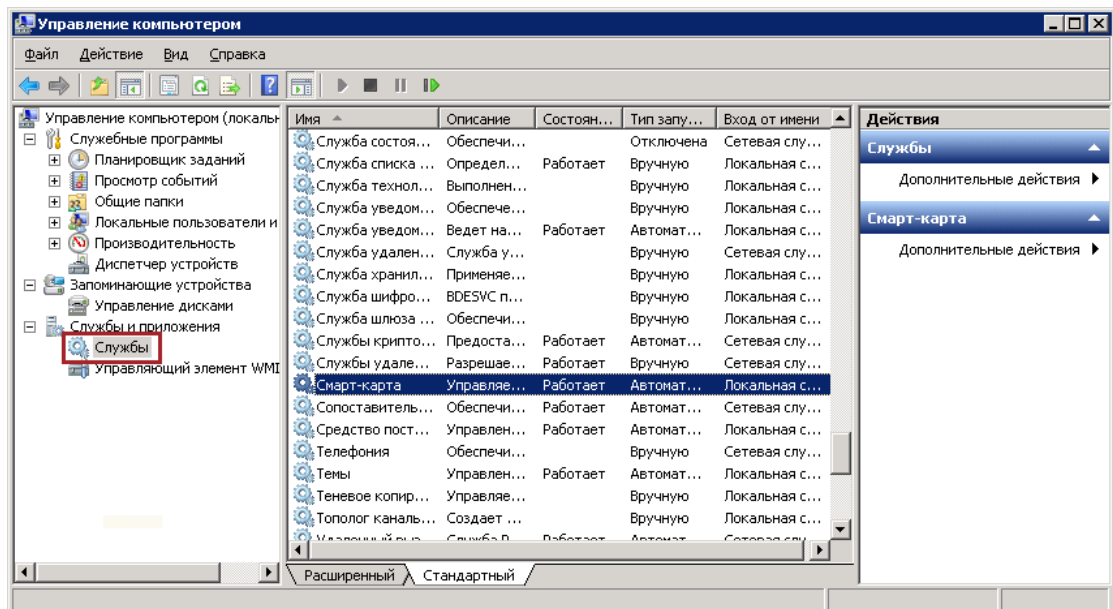 Управление компьютером
Файл Действие Вид Справка
Управление компьютером (локальн
Служебные программы
Планировщик заданий
Просмотр событий
Общие папки
Локальные пользователи и
Производительность
Диспетчер устройств
Запоминающие устройства
Управление дисками
Службы и приложения
Службы
Управляющий элемент WMI
Имя Описание Состоян... Тип запу... Вход от имени
Служба состоя... Обеспечи... Отключена Сетевая слу...
Служба списка ... Определ... Работает Вручную Локальная с...
Служба технол... Выполнен... Вручную Локальная с...
Служба уведом... Обеспече... Вручную Локальная с...
Служба уведом... Ведет на... Работает Автомат... Локальная с...
Служба удален... Служба у... Вручную Сетевая слу...
Служба хранил... Применяе... Вручную Локальная с...
Служба шифро... BDESVC п... Вручную Локальная с...
Служба шлюза ... Обеспечи... Вручную Локальная с...
Службы крипто... Предоста... Работает Автомат... Сетевая слу...
Службы удале... Разрешае... Работает Вручную Сетевая слу...
Смарт-карта Управляе... Работает Автомат... Локальная с...
Сопоставитель... Обеспечи... Работает Автомат... Сетевая слу...
Средство пост... Управлен... Работает Автомат... Локальная с...
Телефония Обеспечи... Вручную Сетевая слу...
Темы Управлен... Работает Автомат... Локальная с...
Теневое копир... Управляе... Вручную Локальная с...
Тополог каналь... Создает ... Вручную Локальная с...
Удаленный выз... Служба R... Работает Автомат... Сетевая слу...
Расширенный Стандартный
Действия
Службы
Дополнительные действия
Смарт-карта
Дополнительные действия